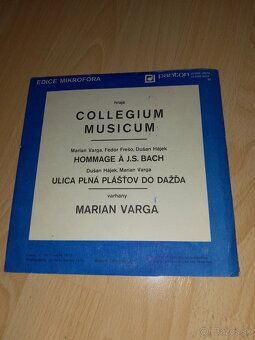 EDICE MIKROFÓRA
panton
hraje
COLLEGIUM
MUSICUM
Marian Varga, Fedor Frešo, Dušan Hájek
HOMMAGE À J.S. BACH
Dušan Hájek, Marian Varga
ULICA PLNÁ PLÁŠŤOV DO DAŽĎA
varhany
MARIAN VARGA